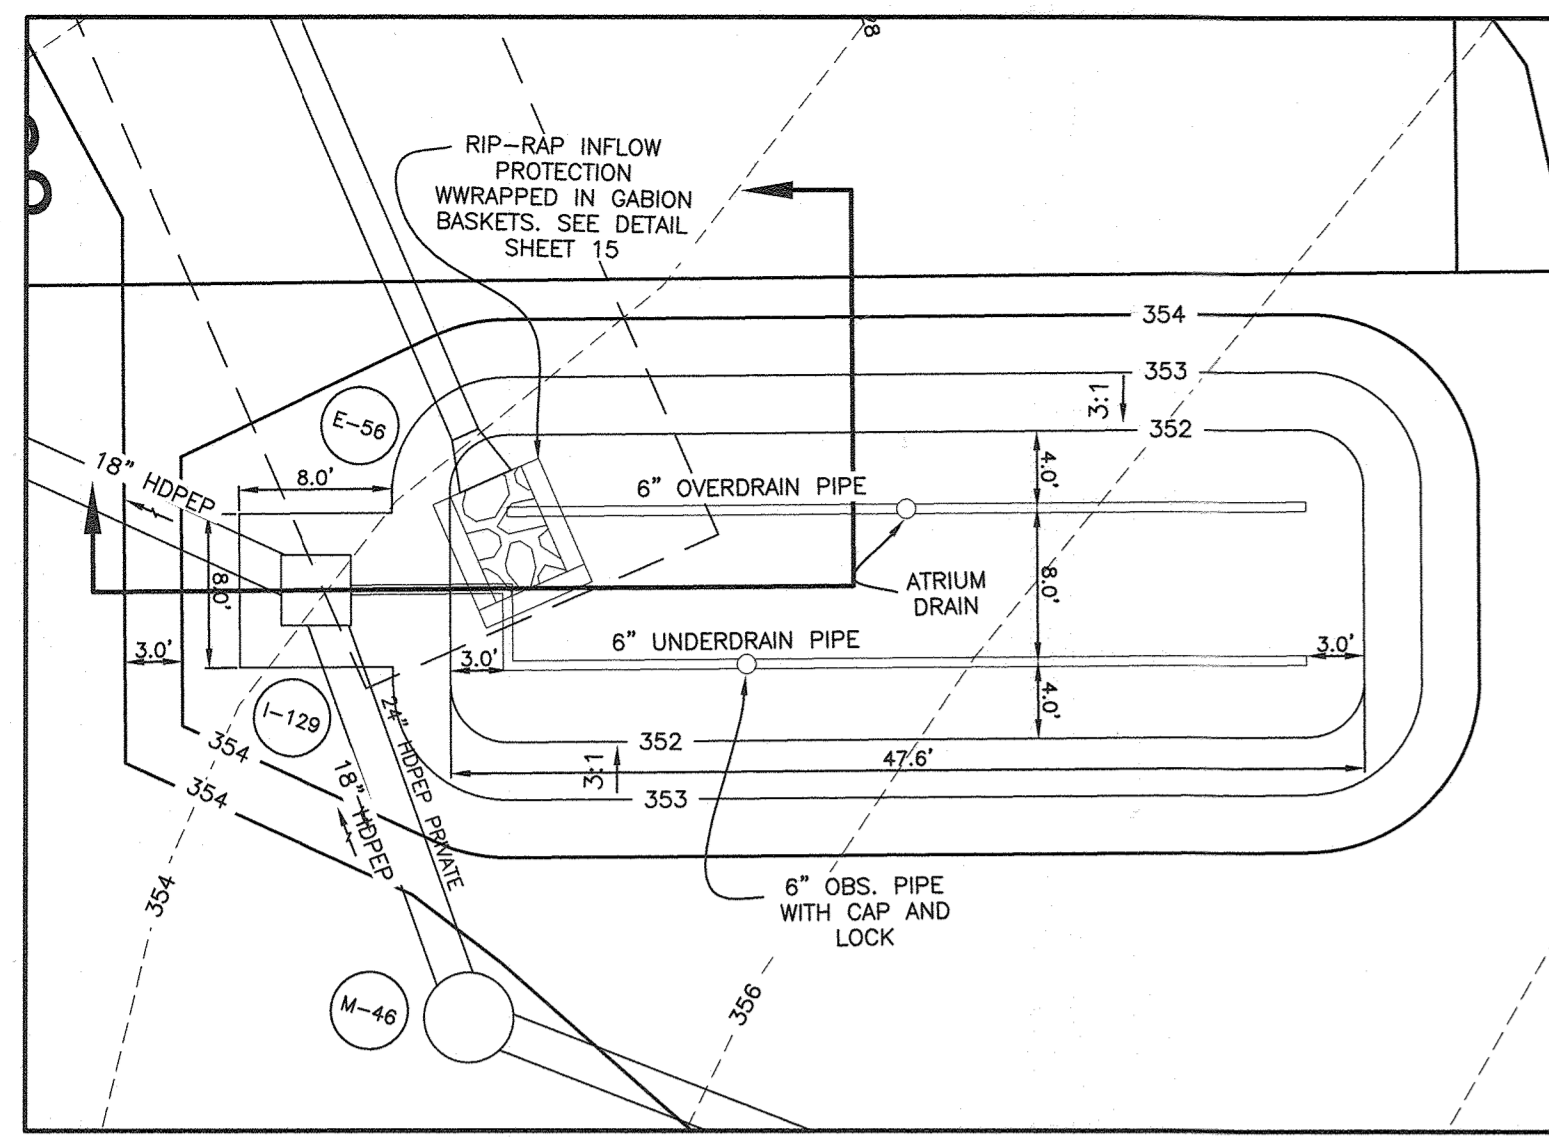 RIP-RAP INFLOW
PROTECTION
WWRAPPED IN GABION
BASKETS. SEE DETAIL
SHEET 15
354
353
3:1
352
E-56
18" HDPEP
8.0'
6" OVERDRAIN PIPE
4.0'
ATRIUM
DRAIN
8.0'
8.0'
3.0'
6" UNDERDRAIN PIPE
3.0'
3.0'
4.0'
I-129
24" HDPEP PRIVATE
354
352
47.6'
3:1
353
354
18" HDPEP
6" OBS. PIPE
WITH CAP AND
LOCK
354
M-46
356